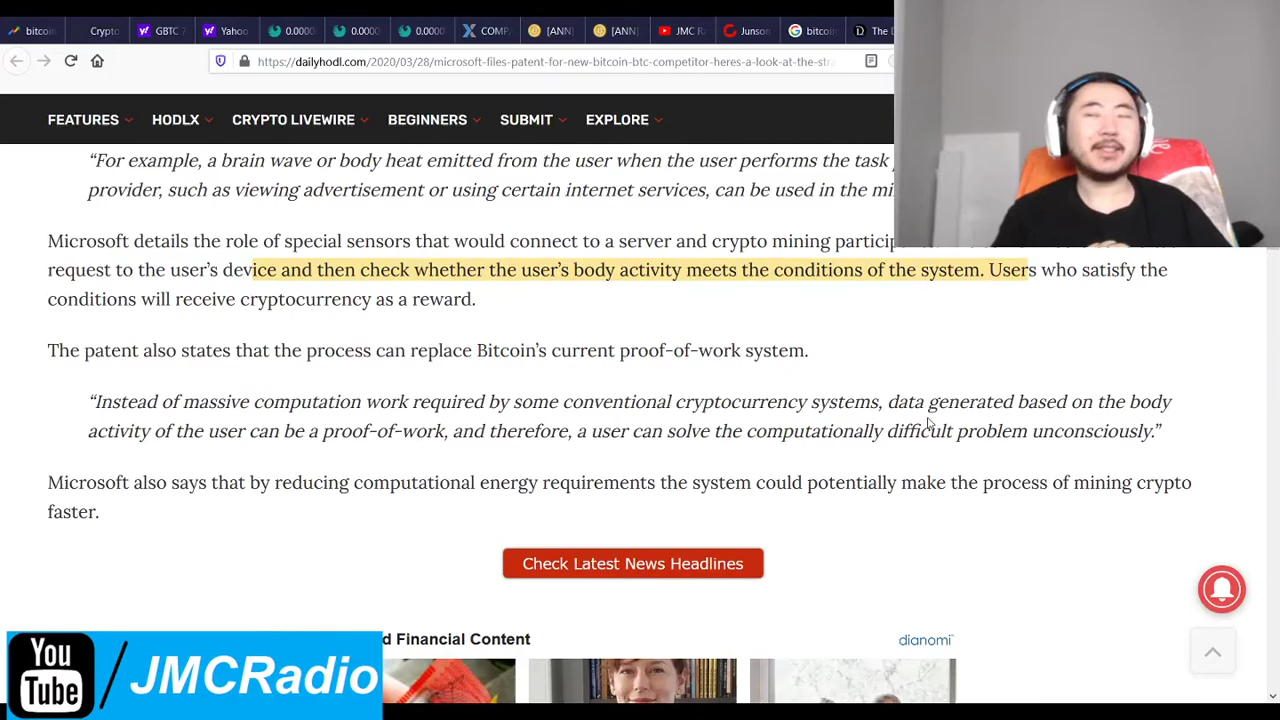 bitcoin
Crypto
GBTC 7
Yahoo
0.0000
0.0000
0.0000
COMP
[ANN]
[ANN]
JMC R
Junson
bitcoin
The D
https://dailyhodl.com/2020/03/28/microsoft-files-patent-for-new-bitcoin-btc-competitor-heres-a-look-at-the-stra
FEATURES
HODLX
CRYPTO LIVEWIRE
BEGINNERS
SUBMIT
EXPLORE
“For example, a brain wave or body heat emitted from the user when the user performs the task
provider, such as viewing advertisement or using certain internet services, can be used in the mi
Microsoft details the role of special sensors that would connect to a server and crypto mining particip
request to the user’s device and then check whether the user’s body activity meets the conditions of the system. Users who satisfy the
conditions will receive cryptocurrency as a reward.
The patent also states that the process can replace Bitcoin’s current proof-of-work system.
“Instead of massive computation work required by some conventional cryptocurrency systems, data generated based on the body
activity of the user can be a proof-of-work, and therefore, a user can solve the computationally difficult problem unconsciously.”
Microsoft also says that by reducing computational energy requirements the system could potentially make the process of mining crypto
faster.
Check Latest News Headlines
d Financial Content
dianomi
You
Tube
/JMCRadio